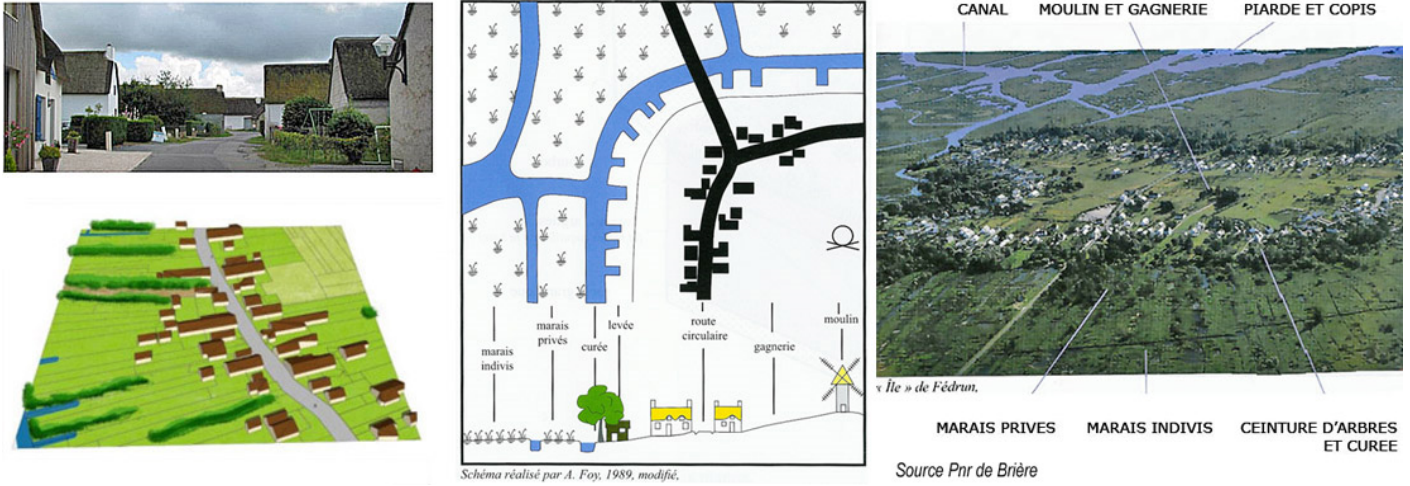 marais
indivis
marais
privés
curée
levée
route
circulaire
gagnerie
moulin
Schéma réalisé par A. Foy, 1989, modifié,
CANAL
MOULIN ET GAGNERIE
PIARDE ET COPIS
« Île » de Fédrun,
MARAIS PRIVES
MARAIS INDIVIS
CEINTURE D'ARBRES
ET CUREE
Source Pnr de Brière